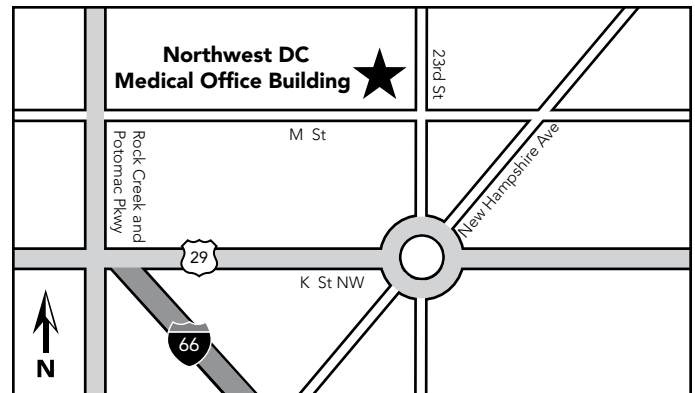 Northwest DC
Medical Office Building
23rd St
M St
Rock Creek and
Potomac Pkwy
New Hampshire Ave
29
K St NW
66
N